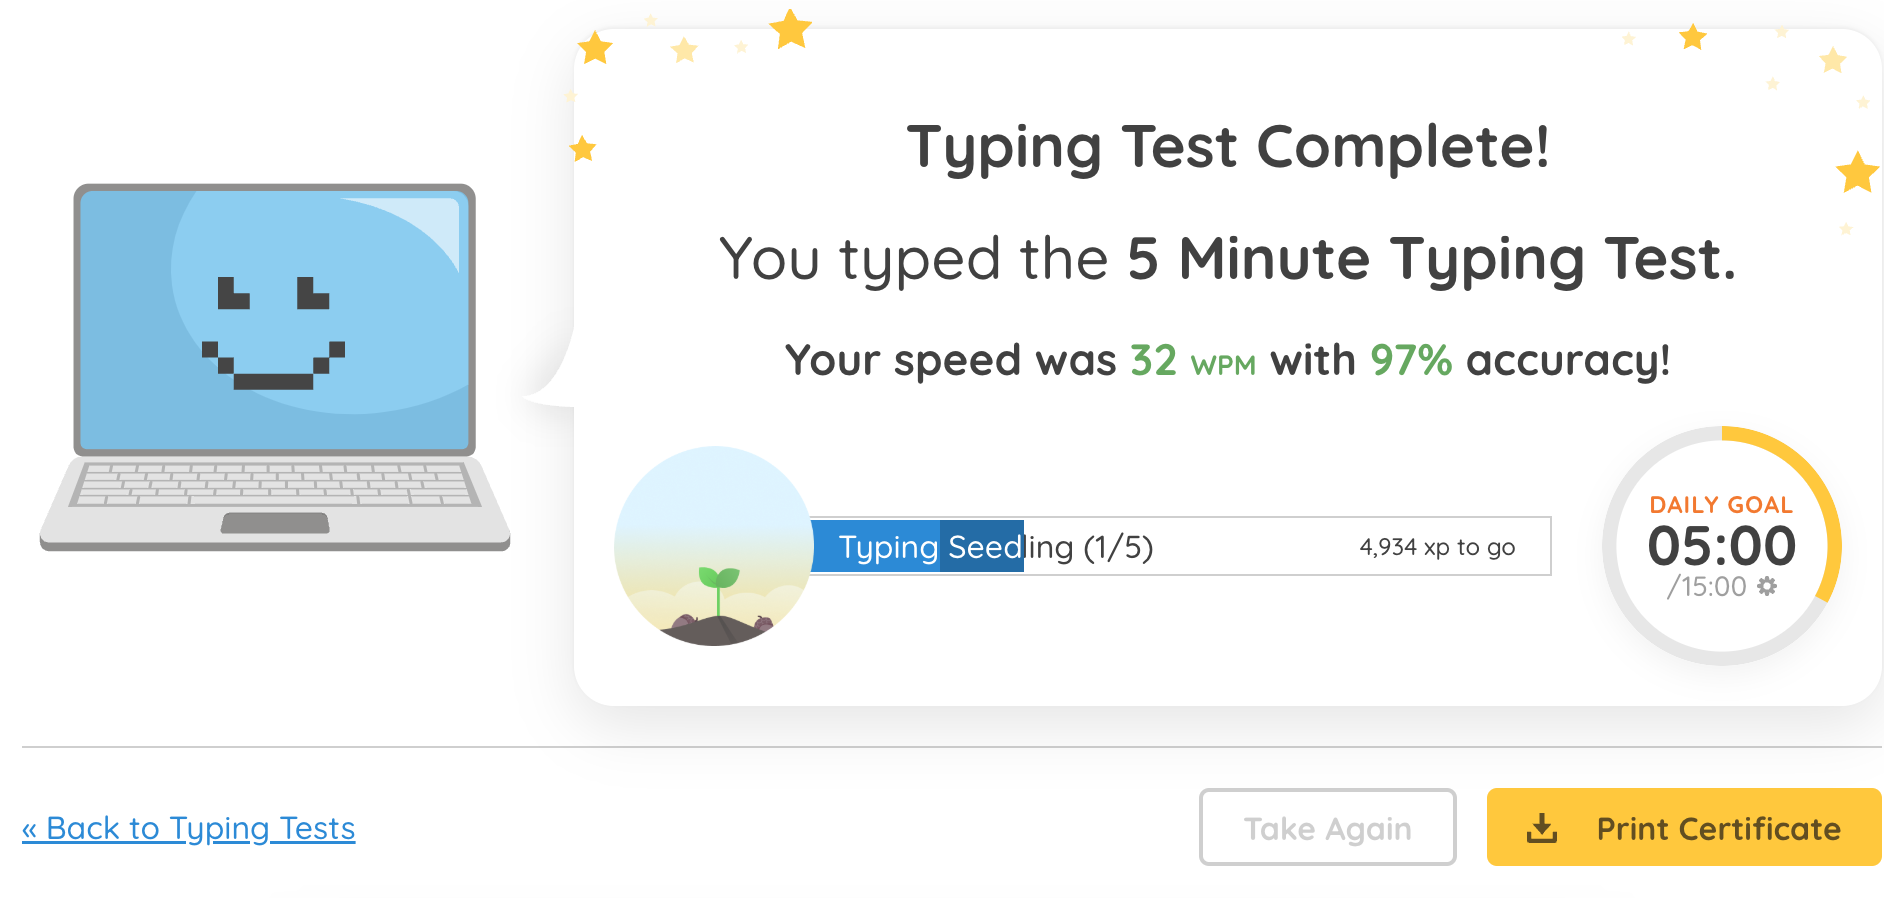 Typing Test Complete!
You typed the 5 Minute Typing Test.
Your speed was 32 WPM with 97% accuracy!
Typing Seedling (1/5)
4,934 xp to go
DAILY GOAL
05:00
/15:00
« Back to Typing Tests
Take Again
Print Certificate